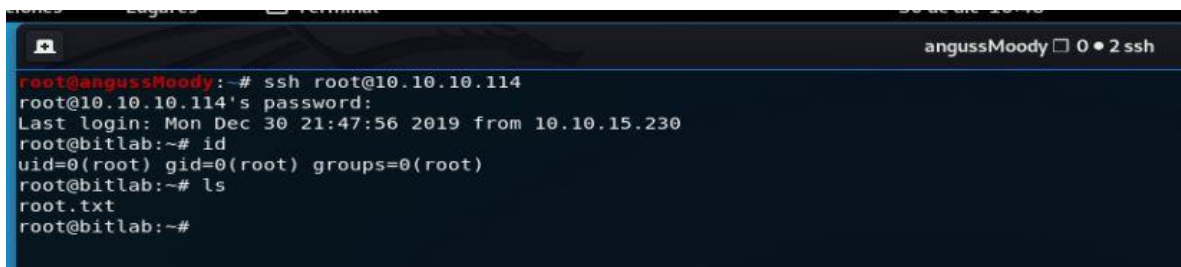 angussMoody 0 • 2 ssh
root@angussMoody:~# ssh root@10.10.10.114
root@10.10.10.114's password:
Last login: Mon Dec 30 21:47:56 2019 from 10.10.15.230
root@bitlab:~# id
uid=0(root) gid=0(root) groups=0(root)
root@bitlab:~# ls
root.txt
root@bitlab:~#